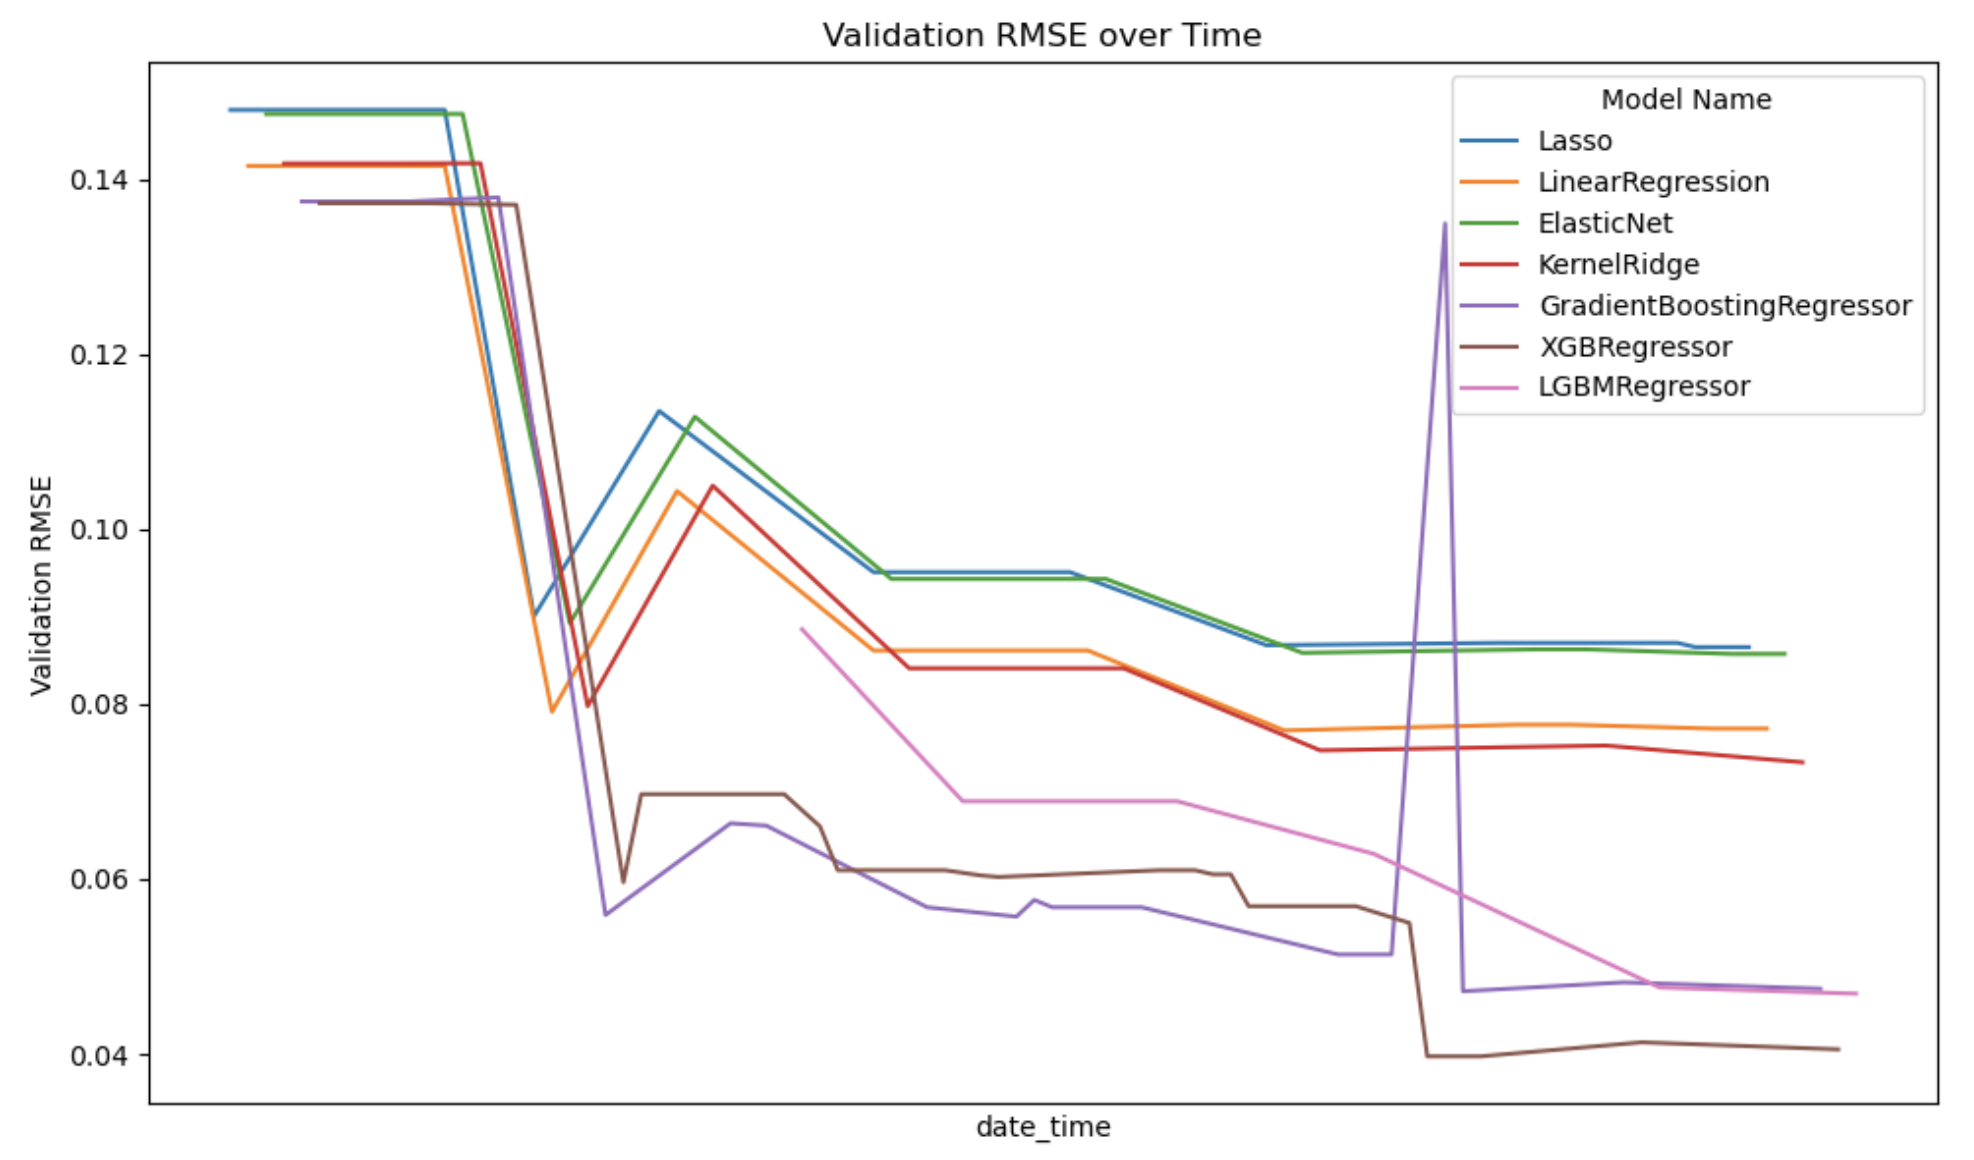 Validation RMSE over Time
Model Name
Lasso
LinearRegression
ElasticNet
KernelRidge
GradientBoostingRegressor
XGBRegressor
LGBMRegressor
Validation RMSE
0.14
0.12
0.10
0.08
0.06
0.04
date_time